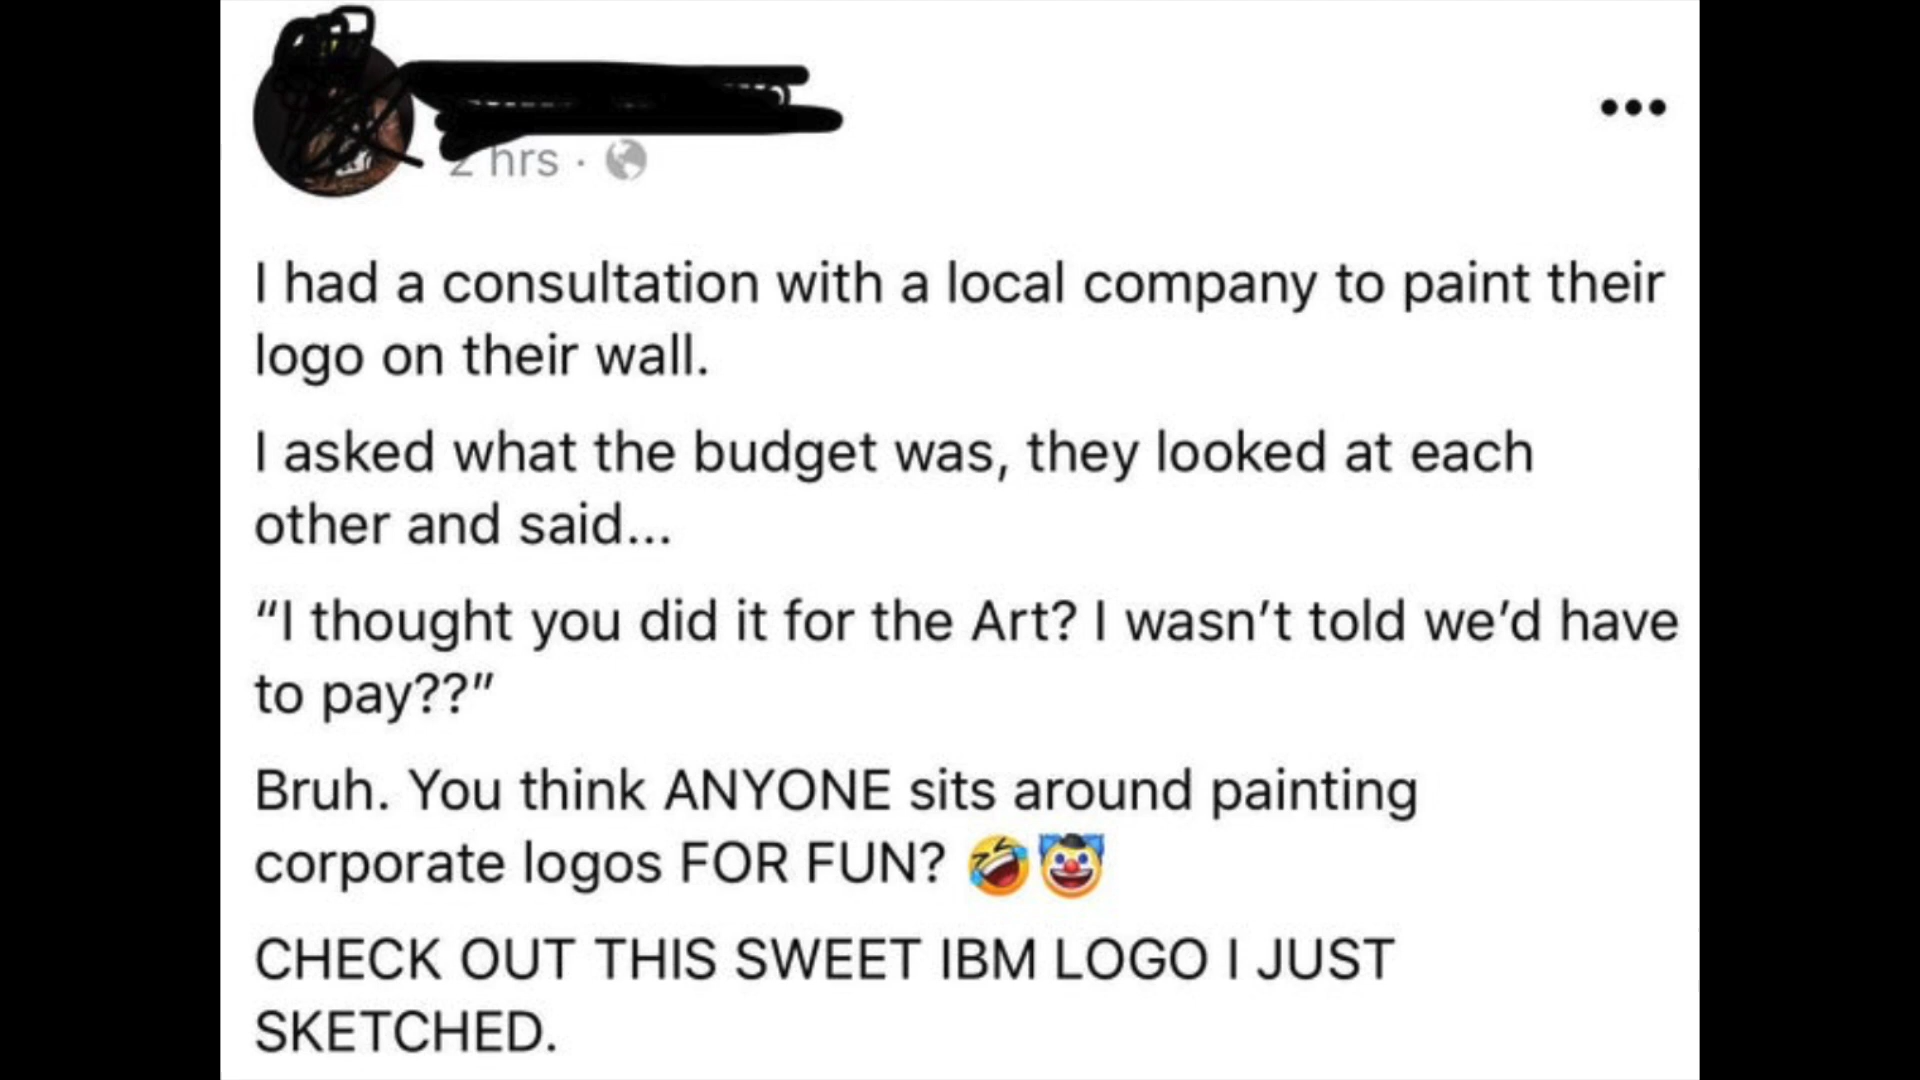 2 hrs ·
I had a consultation with a local company to paint their
logo on their wall.
I asked what the budget was, they looked at each
other and said...
“I thought you did it for the Art? I wasn’t told we’d have
to pay??”
Bruh. You think ANYONE sits around painting
corporate logos FOR FUN? 🤣🤡
CHECK OUT THIS SWEET IBM LOGO I JUST
SKETCHED.